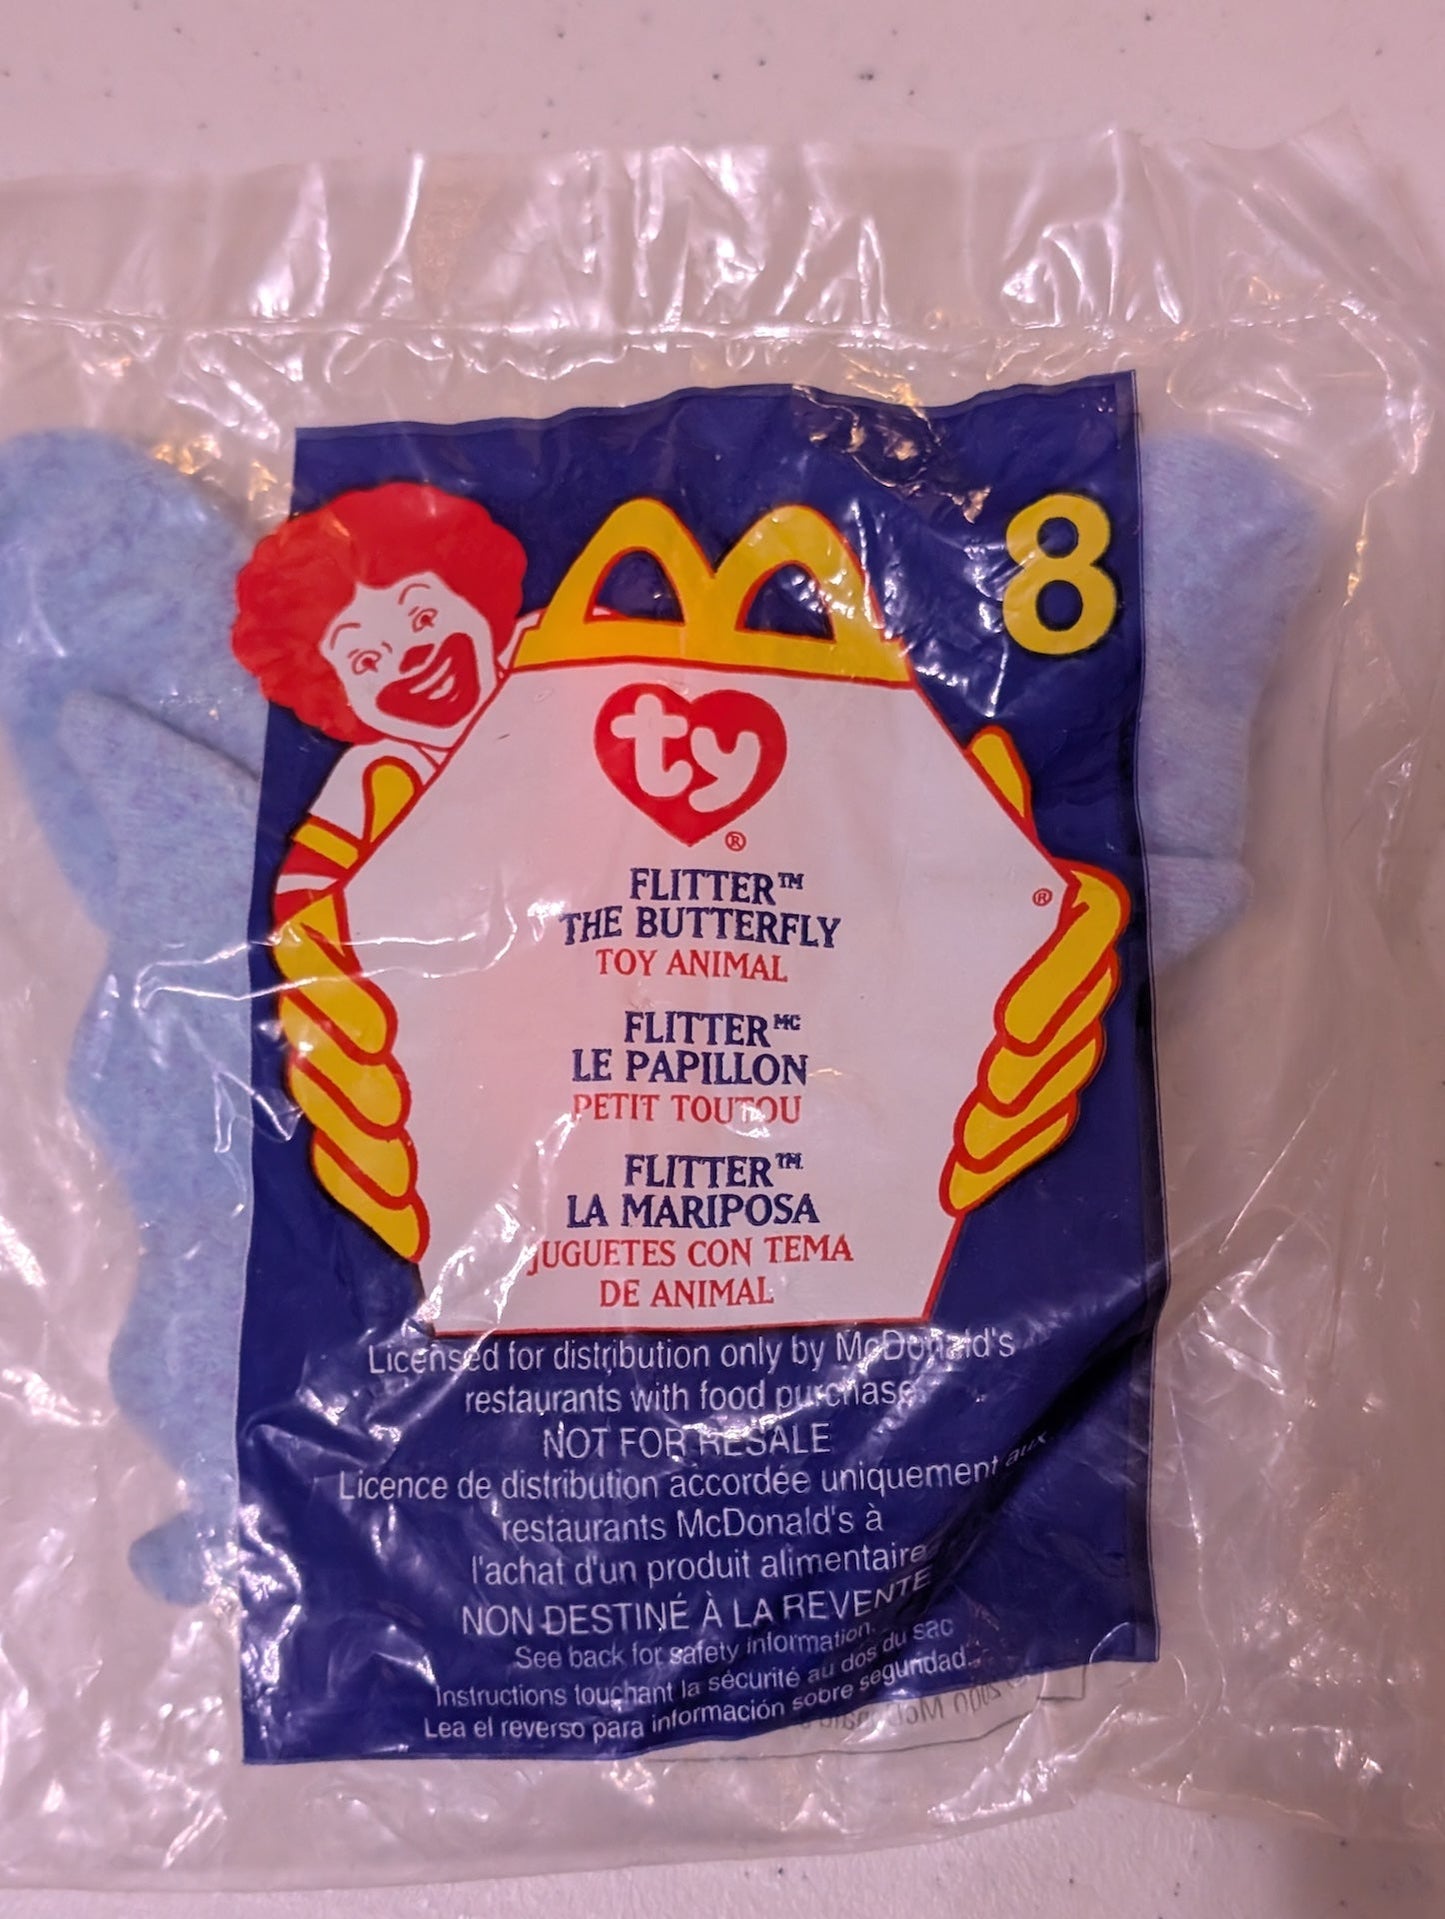 8
ty
®
FLITTER™
THE BUTTERFLY
TOY ANIMAL
®
FLITTER MC
LE PAPILLON
PETIT TOUTOU
FLITTER™
LA MARIPOSA
JUGUETES CON TEMA
DE ANIMAL
Licensed for distribution only by McDonald's
restaurants with food purchase.
NOT FOR RESALE
Licence de distribution accordée uniquement aux
restaurants McDonald's à
l'achat d'un produit alimentaire
NON DESTINÉ À LA REVENTE
See back for safety information.
Instructions touchant la sécurité au dos du sac
Lea el reverso para información sobre seguridad.